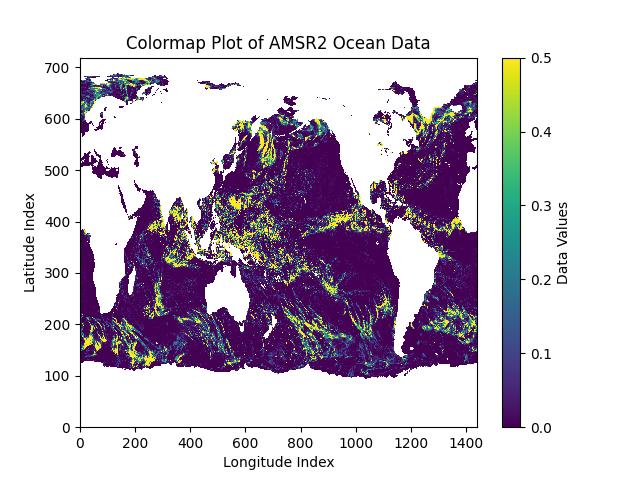 Colormap Plot of AMSR2 Ocean Data
700
600
500
400
300
200
100
0
Latitude Index
0 200 400 600 800 1000 1200 1400
Longitude Index
0.5
0.4
0.3
0.2
0.1
0.0
Data Values